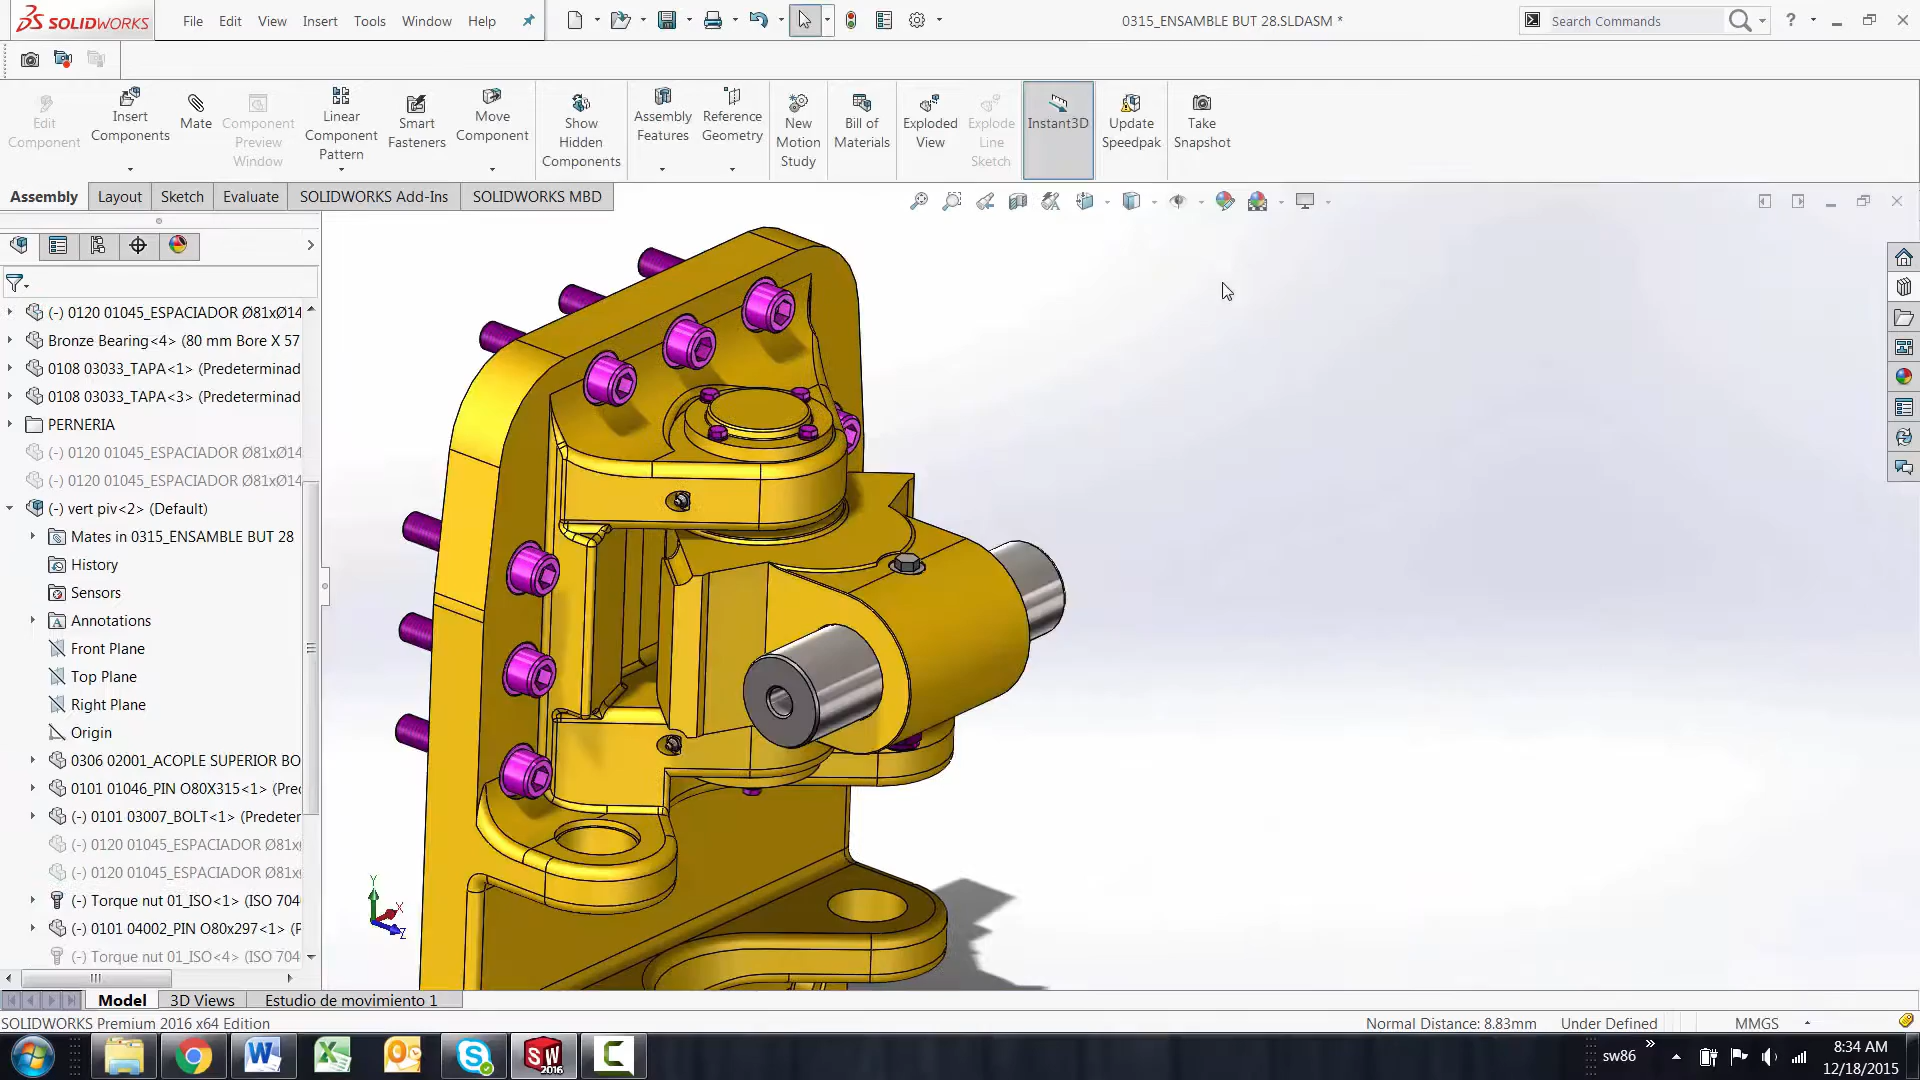 SOLIDWORKS
File Edit View Insert Tools Window Help
0315_ENSAMBLE BUT 28.SLDASM *
Search Commands
Edit Component
Insert Components
Mate
Component Preview Window
Linear Component Pattern
Smart Fasteners
Move Component
Show Hidden Components
Assembly Features
Reference Geometry
New Motion Study
Bill of Materials
Exploded View
Explode Line Sketch
Instant3D
Update Speedpak
Take Snapshot
Assembly Layout Sketch Evaluate SOLIDWORKS Add-Ins SOLIDWORKS MBD
(-) 0120 01045_ESPACIADOR Ø81xØ14
Bronze Bearing<4> (80 mm Bore X 57
0108 03033_TAPA<1> (Predeterminad
0108 03033_TAPA<3> (Predeterminad
PERNERIA
(-) 0120 01045_ESPACIADOR Ø81xØ14
(-) 0120 01045_ESPACIADOR Ø81xØ14
(-) vert piv<2> (Default)
Mates in 0315_ENSAMBLE BUT 28
History
Sensors
Annotations
Front Plane
Top Plane
Right Plane
Origin
0306 02001_ACOPLE SUPERIOR BO
0101 01046_PIN O80X315<1> (Prec
(-) 0101 03007_BOLT<1> (Predeter
(-) 0120 01045_ESPACIADOR Ø81x
(-) 0120 01045_ESPACIADOR Ø81x
(-) Torque nut 01_ISO<1> (ISO 704
(-) 0101 04002_PIN O80x297<1> (P
(-) Torque nut 01_ISO<4> (ISO 704
Y
X
Z
Model 3D Views Estudio de movimiento 1
SOLIDWORKS Premium 2016 x64 Edition
Normal Distance: 8.83mm Under Defined MMGS
sw86
8:34 AM
12/18/2015